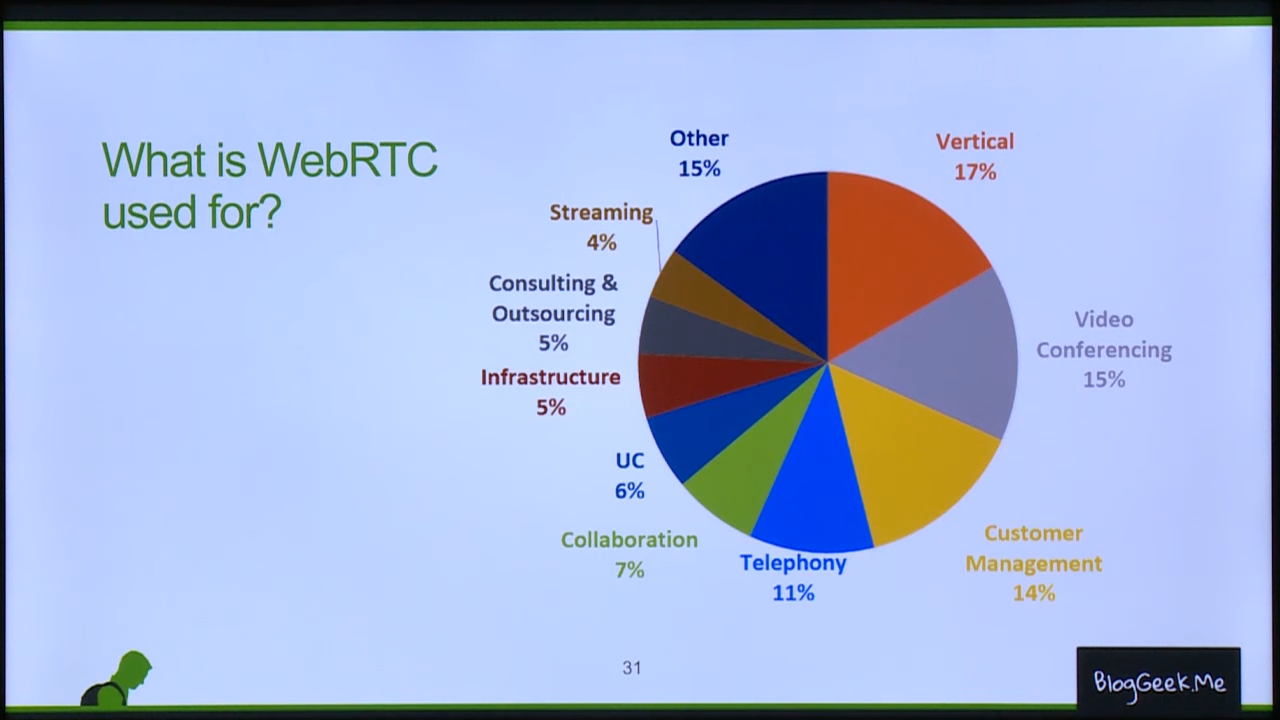 What is WebRTC
used for?
Other
15%
Vertical
17%
Streaming
4%
Consulting &
Outsourcing
5%
Video
Conferencing
15%
Infrastructure
5%
UC
6%
Collaboration
7%
Telephony
11%
Customer
Management
14%
31
BlogGeek.Me